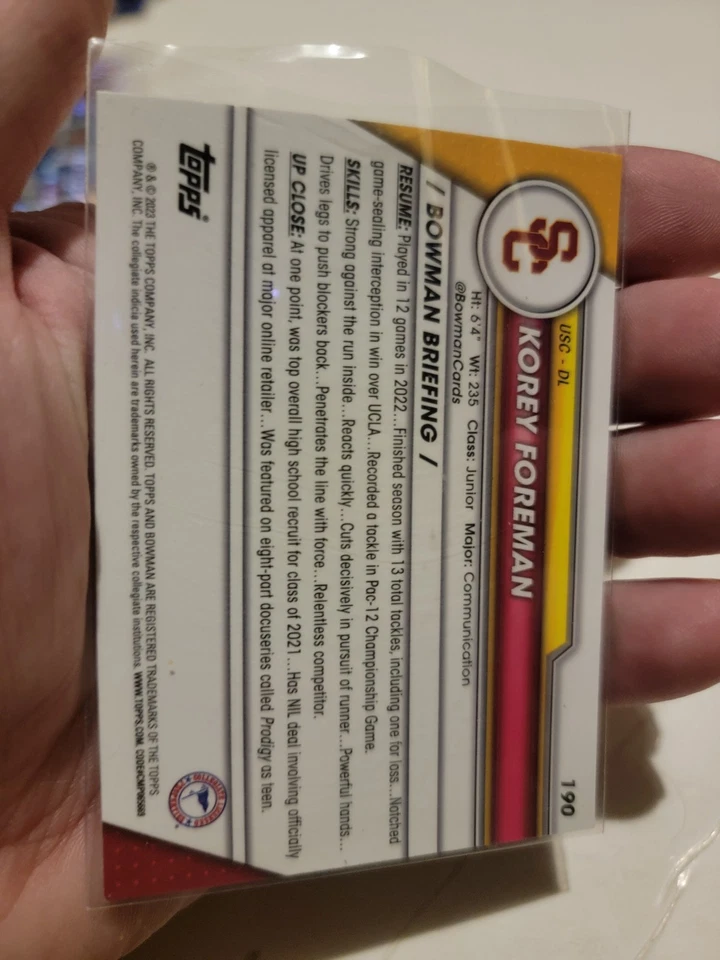 190
USC - DL
SC
KOREY FOREMAN
Ht: 6'4" Wt: 235 Class: Junior Major: Communication
@BowmanCards
/ BOWMAN BRIEFING /
RESUME: Played in 12 games in 2022...Finished season with 13 total tackles, including one for loss...Notched
game-sealing interception in win over UCLA...Recorded a tackle in Pac-12 Championship Game.
SKILLS: Strong against the run inside...Reacts quickly...Cuts decisively in pursuit of runner...Powerful hands...
Drives legs to push blockers back...Penetrates the line with force...Relentless competitor.
UP CLOSE: At one point, was top overall high school recruit for class of 2021...Has NIL deal involving officially
licensed apparel at major online retailer...Was featured on eight-part docuseries called Prodigy as teen.
topps
® & © 2023 THE TOPPS COMPANY, INC. ALL RIGHTS RESERVED. TOPPS AND BOWMAN ARE REGISTERED TRADEMARKS OF THE TOPPS
COMPANY, INC. The collegiate indicia used herein are trademarks owned by the respective collegiate institutions. WWW.TOPPS.COM.